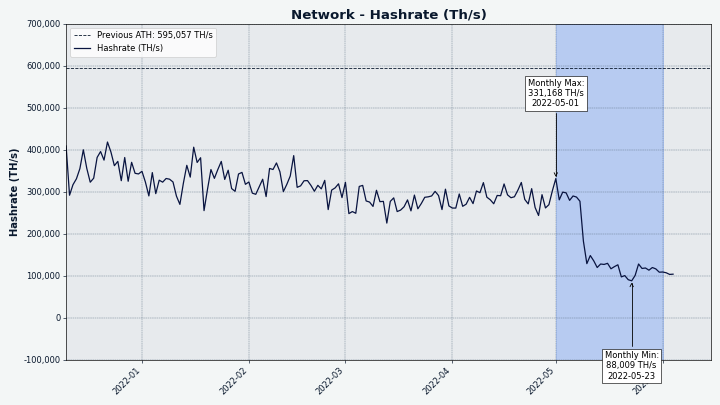 Network - Hashrate (Th/s)
Previous ATH: 595,057 TH/s
Hashrate (TH/s)
Hashrate (TH/s)
700,000
600,000
500,000
400,000
300,000
200,000
100,000
0
-100,000
Monthly Max:
331,168 TH/s
2022-05-01
Monthly Min:
88,009 TH/s
2022-05-23
2022-01
2022-02
2022-03
2022-04
2022-05